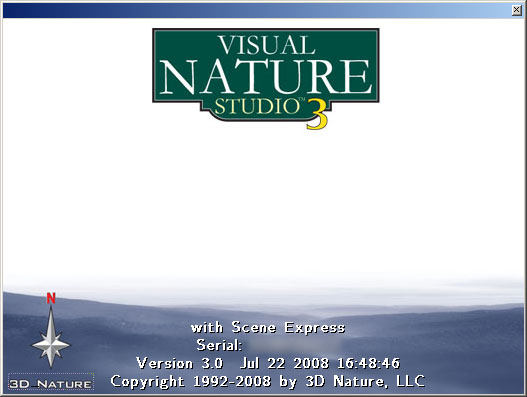 VISUAL
NATURE
STUDIO™
3
N
with Scene Express
Serial:
Version 3.0 Jul 22 2008 16:48:46
3D NATURE
Copyright 1992-2008 by 3D Nature, LLC